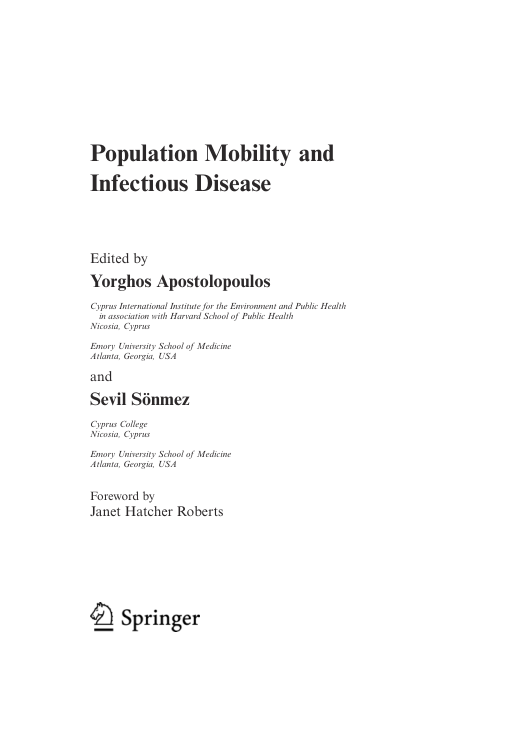 Population Mobility and
Infectious Disease
Edited by
Yorghos Apostolopoulos
Cyprus International Institute for the Environment and Public Health
in association with Harvard School of Public Health
Nicosia, Cyprus
Emory University School of Medicine
Atlanta, Georgia, USA
and
Sevil Sönmez
Cyprus College
Nicosia, Cyprus
Emory University School of Medicine
Atlanta, Georgia, USA
Foreword by
Janet Hatcher Roberts
Springer